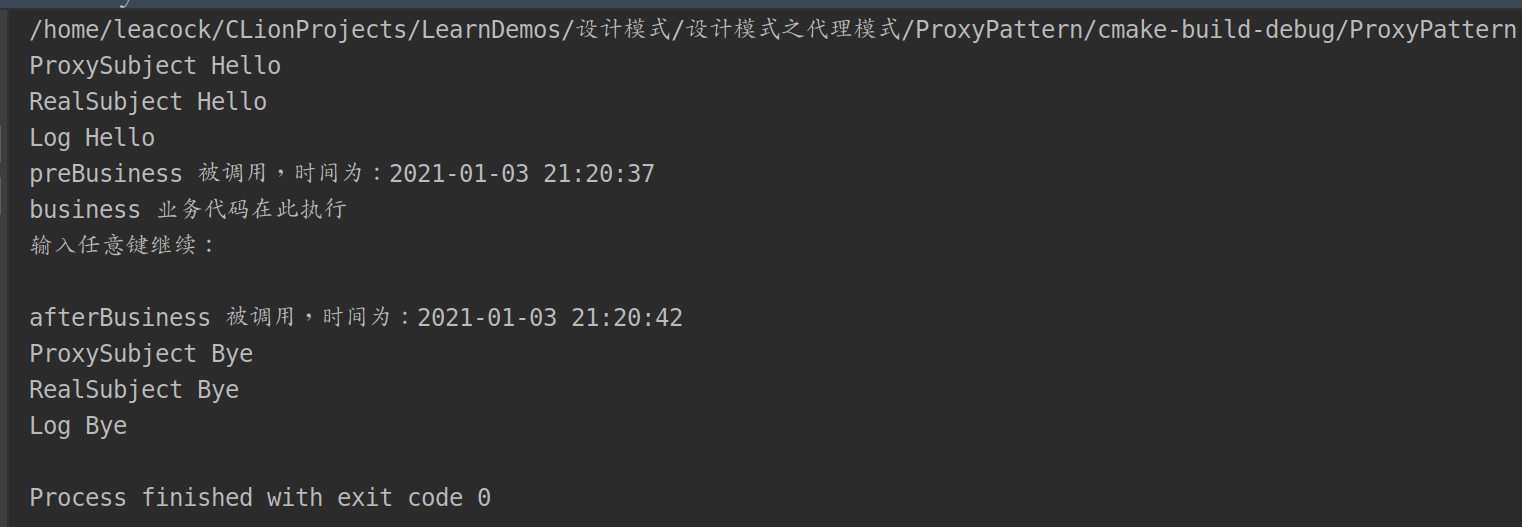 /home/leacock/CLionProjects/LearnDemos/设计模式/设计模式之代理模式/ProxyPattern/cmake-build-debug/ProxyPattern
ProxySubject Hello
RealSubject Hello
Log Hello
preBusiness 被调用，时间为：2021-01-03 21:20:37
business 业务代码在此执行
输入任意键继续：
afterBusiness 被调用，时间为：2021-01-03 21:20:42
ProxySubject Bye
RealSubject Bye
Log Bye
Process finished with exit code 0